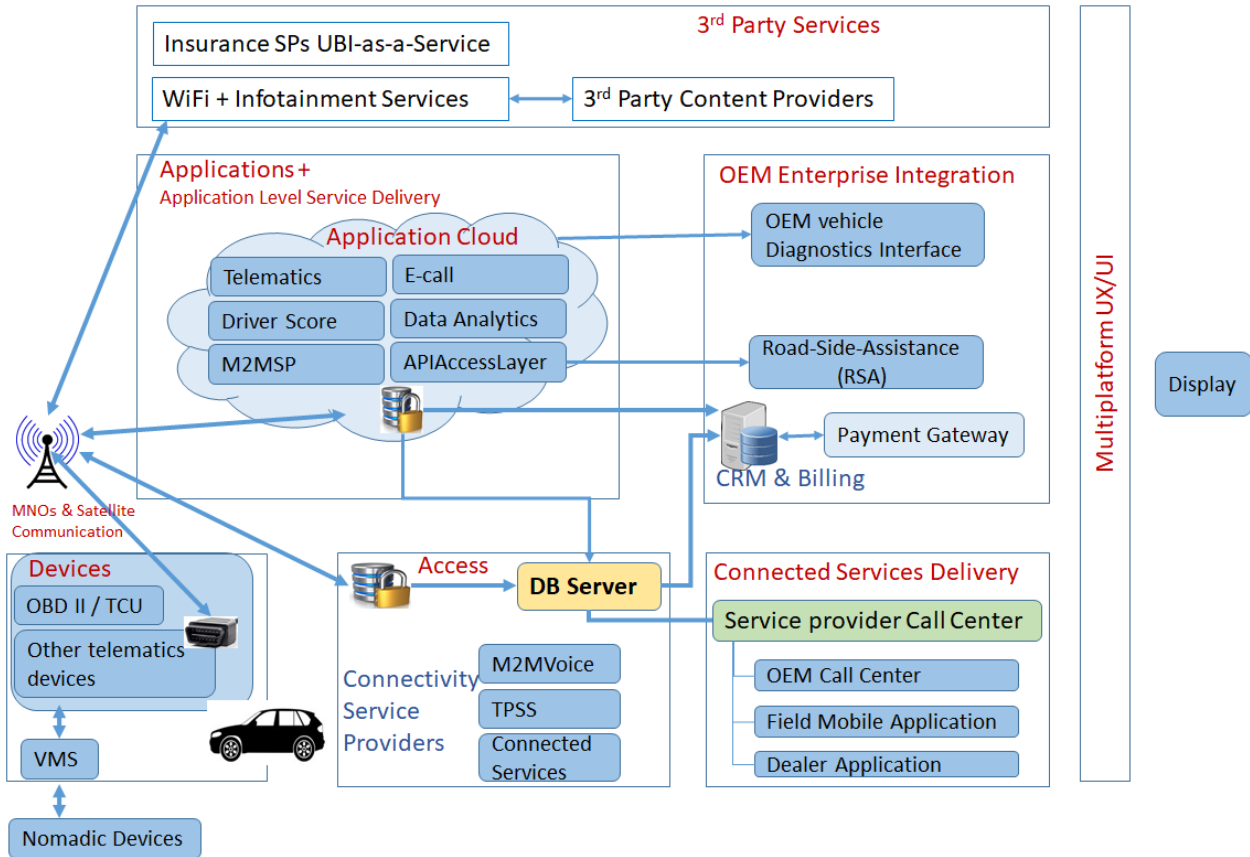 3rd Party Services
Insurance SPs UBI-as-a-Service
WiFi + Infotainment Services
3rd Party Content Providers
Applications +
Application Level Service Delivery
Application Cloud
Telematics
E-call
Driver Score
Data Analytics
M2MSP
APIAccessLayer
OEM Enterprise Integration
OEM vehicle
Diagnostics Interface
Road-Side-Assistance
(RSA)
Payment Gateway
CRM & Billing
Multiplatform UX/UI
Display
MNOs & Satellite
Communication
Devices
OBD II / TCU
Other telematics
devices
VMS
Nomadic Devices
Access
DB Server
Connectivity
Service
Providers
M2MVoice
TPSS
Connected
Services
Connected Services Delivery
Service provider Call Center
OEM Call Center
Field Mobile Application
Dealer Application